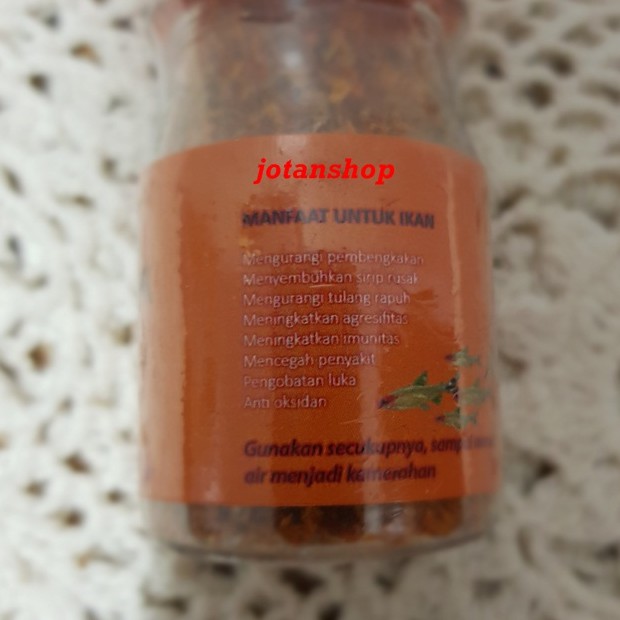 jotanshop
MANFAAT UNTUK IKAN
Mengurangi pembengkakan
Menyembuhkan sirip rusak
Mengurangi tulang rapuh
Meningkatkan agresifitas
Meningkatkan imunitas
Mencegah penyakit
Pengobatan luka
Anti oksidan
Gunakan secukupnya,
air menjadi kemerahan